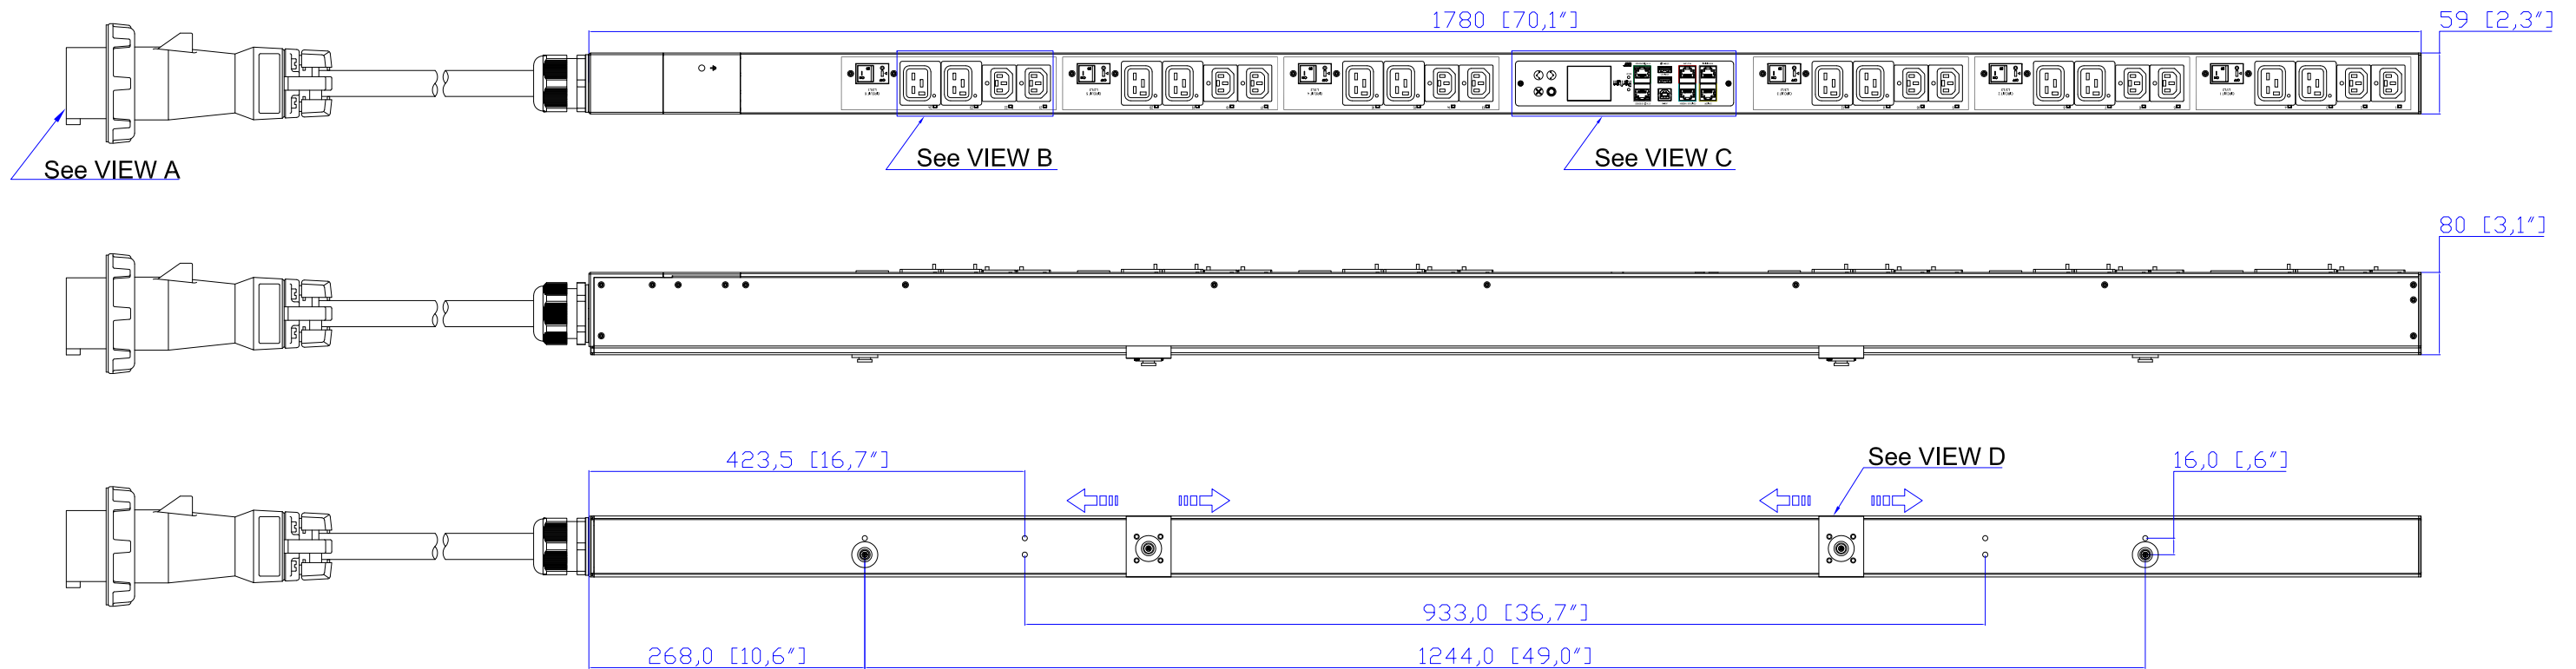 1780 [70,1"]
59 [2,3"]
See VIEW A
See VIEW B
See VIEW C
80 [3,1"]
423,5 [16,7"]
See VIEW D
16,0 [,6"]
933,0 [36,7"]
268,0 [10,6"]
1244,0 [49,0"]